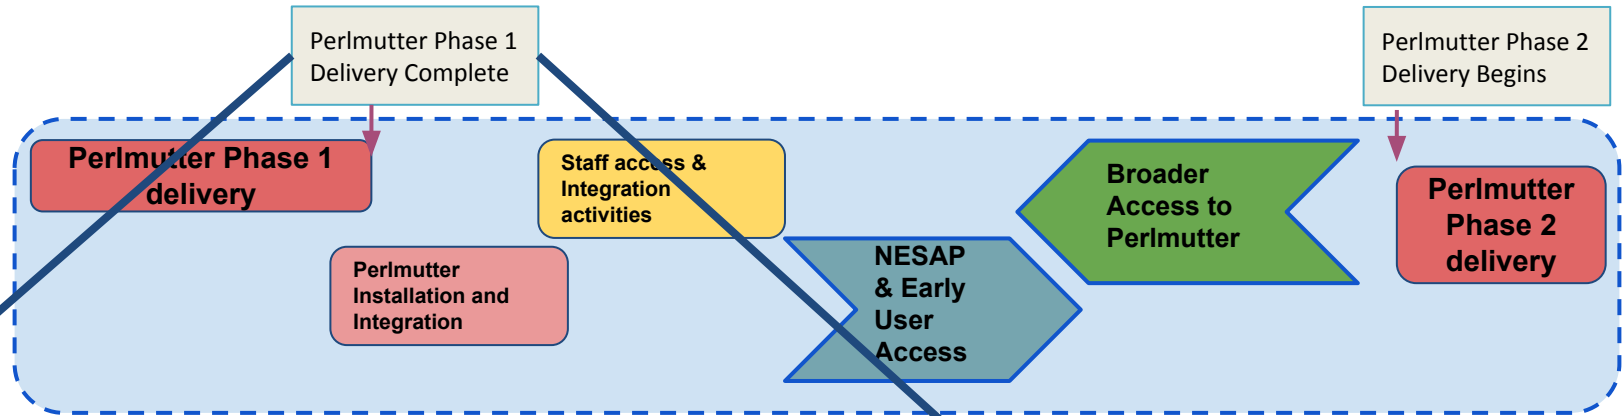 Perlmutter Phase 1
Delivery Complete
Perlmutter Phase 2
Delivery Begins
Perlmutter Phase 1
delivery
Perlmutter
Installation and
Integration
Staff access &
Integration
activities
NESAP
& Early
User
Access
Broader
Access to
Perlmutter
Perlmutter
Phase 2
delivery